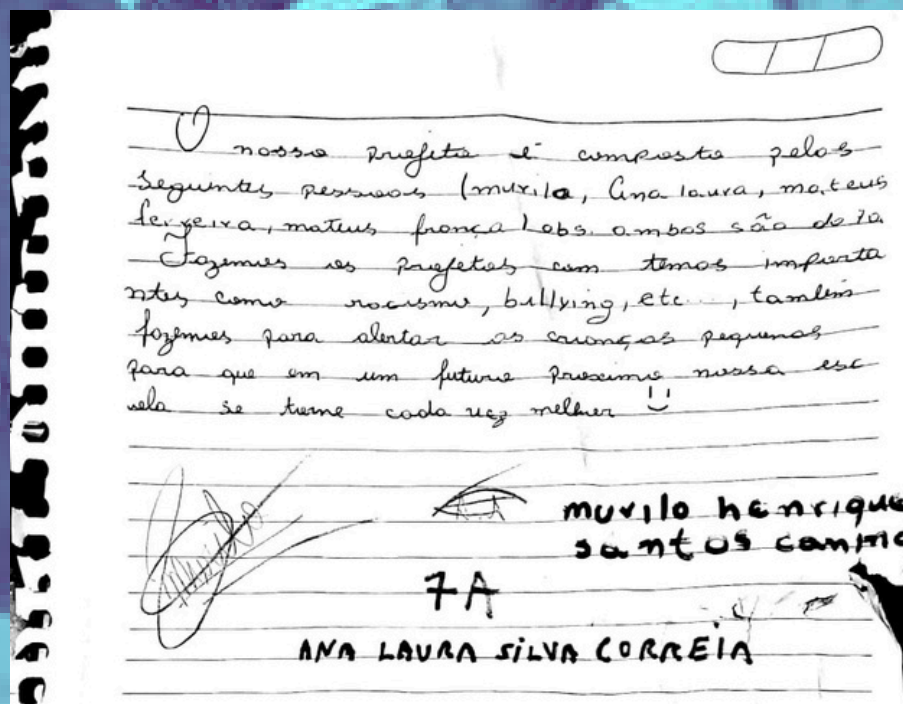 O nosso projeto é composto pelas
seguintes pessoas (murilo, Ana laura, mateus
ferreira, mateus frança) obs. ambos são do 7a
Fazemos os projetos com temas importa
ntes como racismo, bullying, etc..., também
fazemos para alertar as crianças pequenas
para que em um futuro proximo nossa esc
ola se torne cada vez melhor
murilo henrique
santos
7A
ANA LAURA SILVA CORREIA